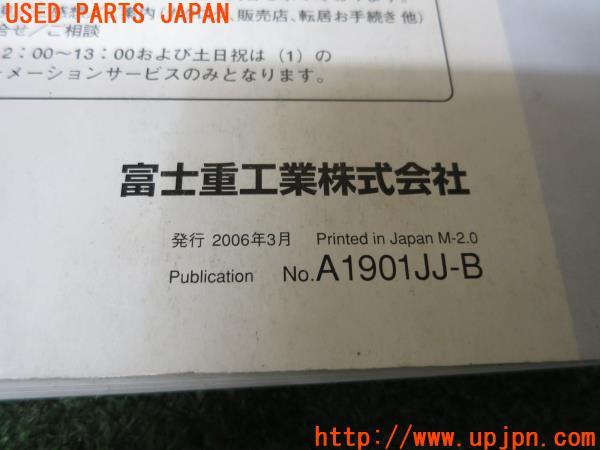 USED PARTS JAPAN
、販売店、転居お手続き 他)
合せ/ご相談
2:00〜13:00および土日祝は(1)の
ォメーションサービスのみとなります。
富士重工業株式会社
発行 2006年3月 Printed in Japan M-2.0
Publication No.A1901JJ-B
http://www.upjpn.com